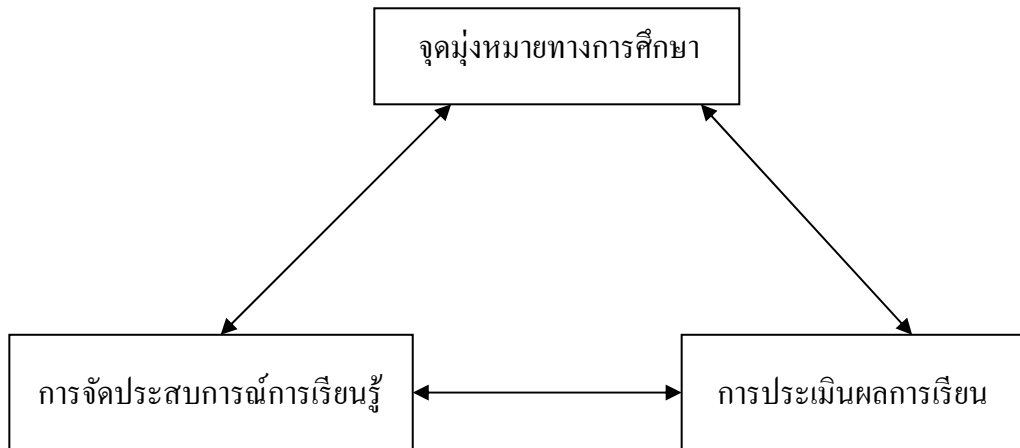 จุดมุ่งหมายทางการศึกษา
การจัดประสบการณ์การเรียนรู้
การประเมินผลการเรียน